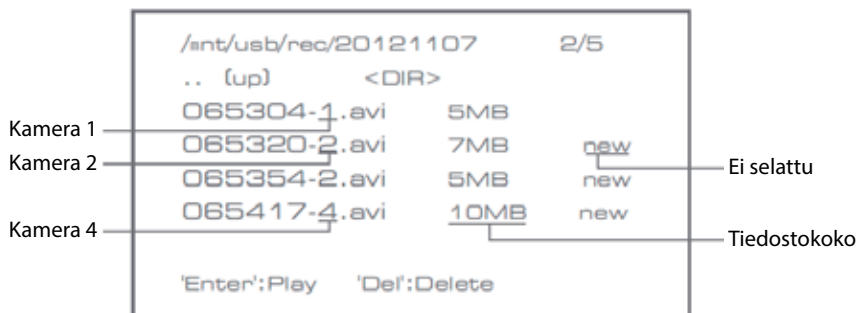 /mnt/usb/rec/20121107 2/5
.. (up) <DIR>
065304-1.avi 5MB
Kamera 1
065320-2.avi 7MB new
Kamera 2
Ei selattu
065354-2.avi 5MB new
065417-4.avi 10MB new
Kamera 4
Tiedostokoko
'Enter':Play 'Del':Delete